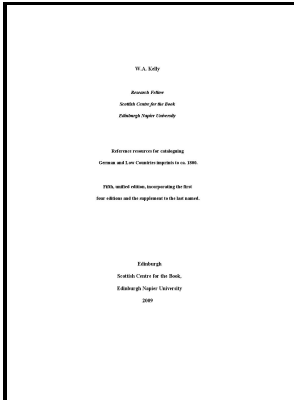 W.A. Kelly
Research Fellow
Scottish Centre for the Book
Edinburgh Napier University
Reference resources for cataloguing
German and Low Countries imprints to ca. 1800.
Fifth, unified edition, incorporating the first
four editions and the supplement to the last named.
Edinburgh
Scottish Centre for the Book,
Edinburgh Napier University
2009